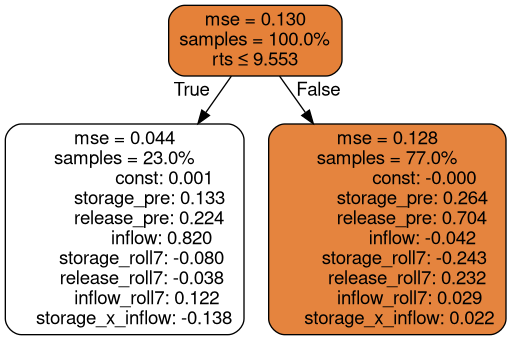 mse = 0.130
samples = 100.0%
rts ≤ 9.553
True
False
mse = 0.044
samples = 23.0%
const: 0.001
storage_pre: 0.133
release_pre: 0.224
inflow: 0.820
storage_roll7: -0.080
release_roll7: -0.038
inflow_roll7: 0.122
storage_x_inflow: -0.138
mse = 0.128
samples = 77.0%
const: -0.000
storage_pre: 0.264
release_pre: 0.704
inflow: -0.042
storage_roll7: -0.243
release_roll7: 0.232
inflow_roll7: 0.029
storage_x_inflow: 0.022